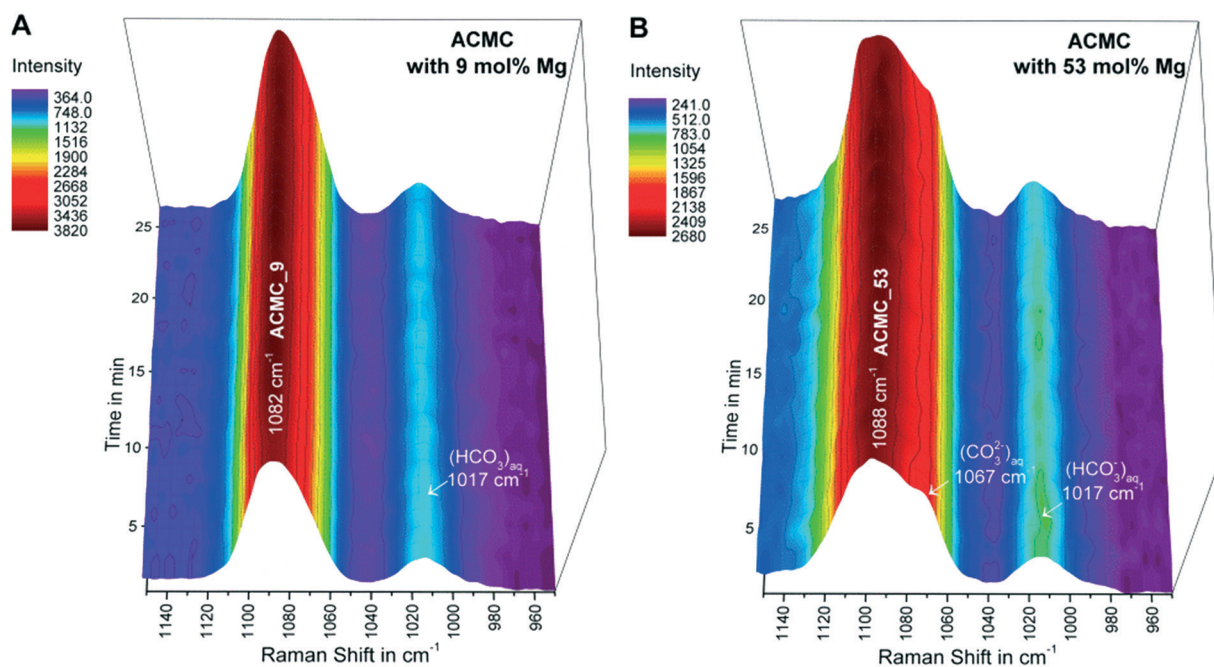 A
ACMC
with 9 mol% Mg
Intensity
364.0
748.0
1132
1516
1900
2284
2668
3052
3436
3820
25
20
15
10
5
Time in min
1082 cm⁻¹ ACMC_9
(HCO₃)aq
1017 cm⁻¹
1140
1120
1100
1080
1060
1040
1020
1000
980
960
Raman Shift in cm⁻¹
B
ACMC
with 53 mol% Mg
Intensity
241.0
512.0
783.0
1054
1325
1596
1867
2138
2409
2680
25
20
15
10
5
Time in min
1088 cm⁻¹ ACMC_53
(CO₃²⁻)aq
1067 cm⁻¹
(HCO₃⁻)aq
1017 cm⁻¹
1140
1120
1100
1080
1060
1040
1020
1000
980
960
Raman Shift in cm⁻¹